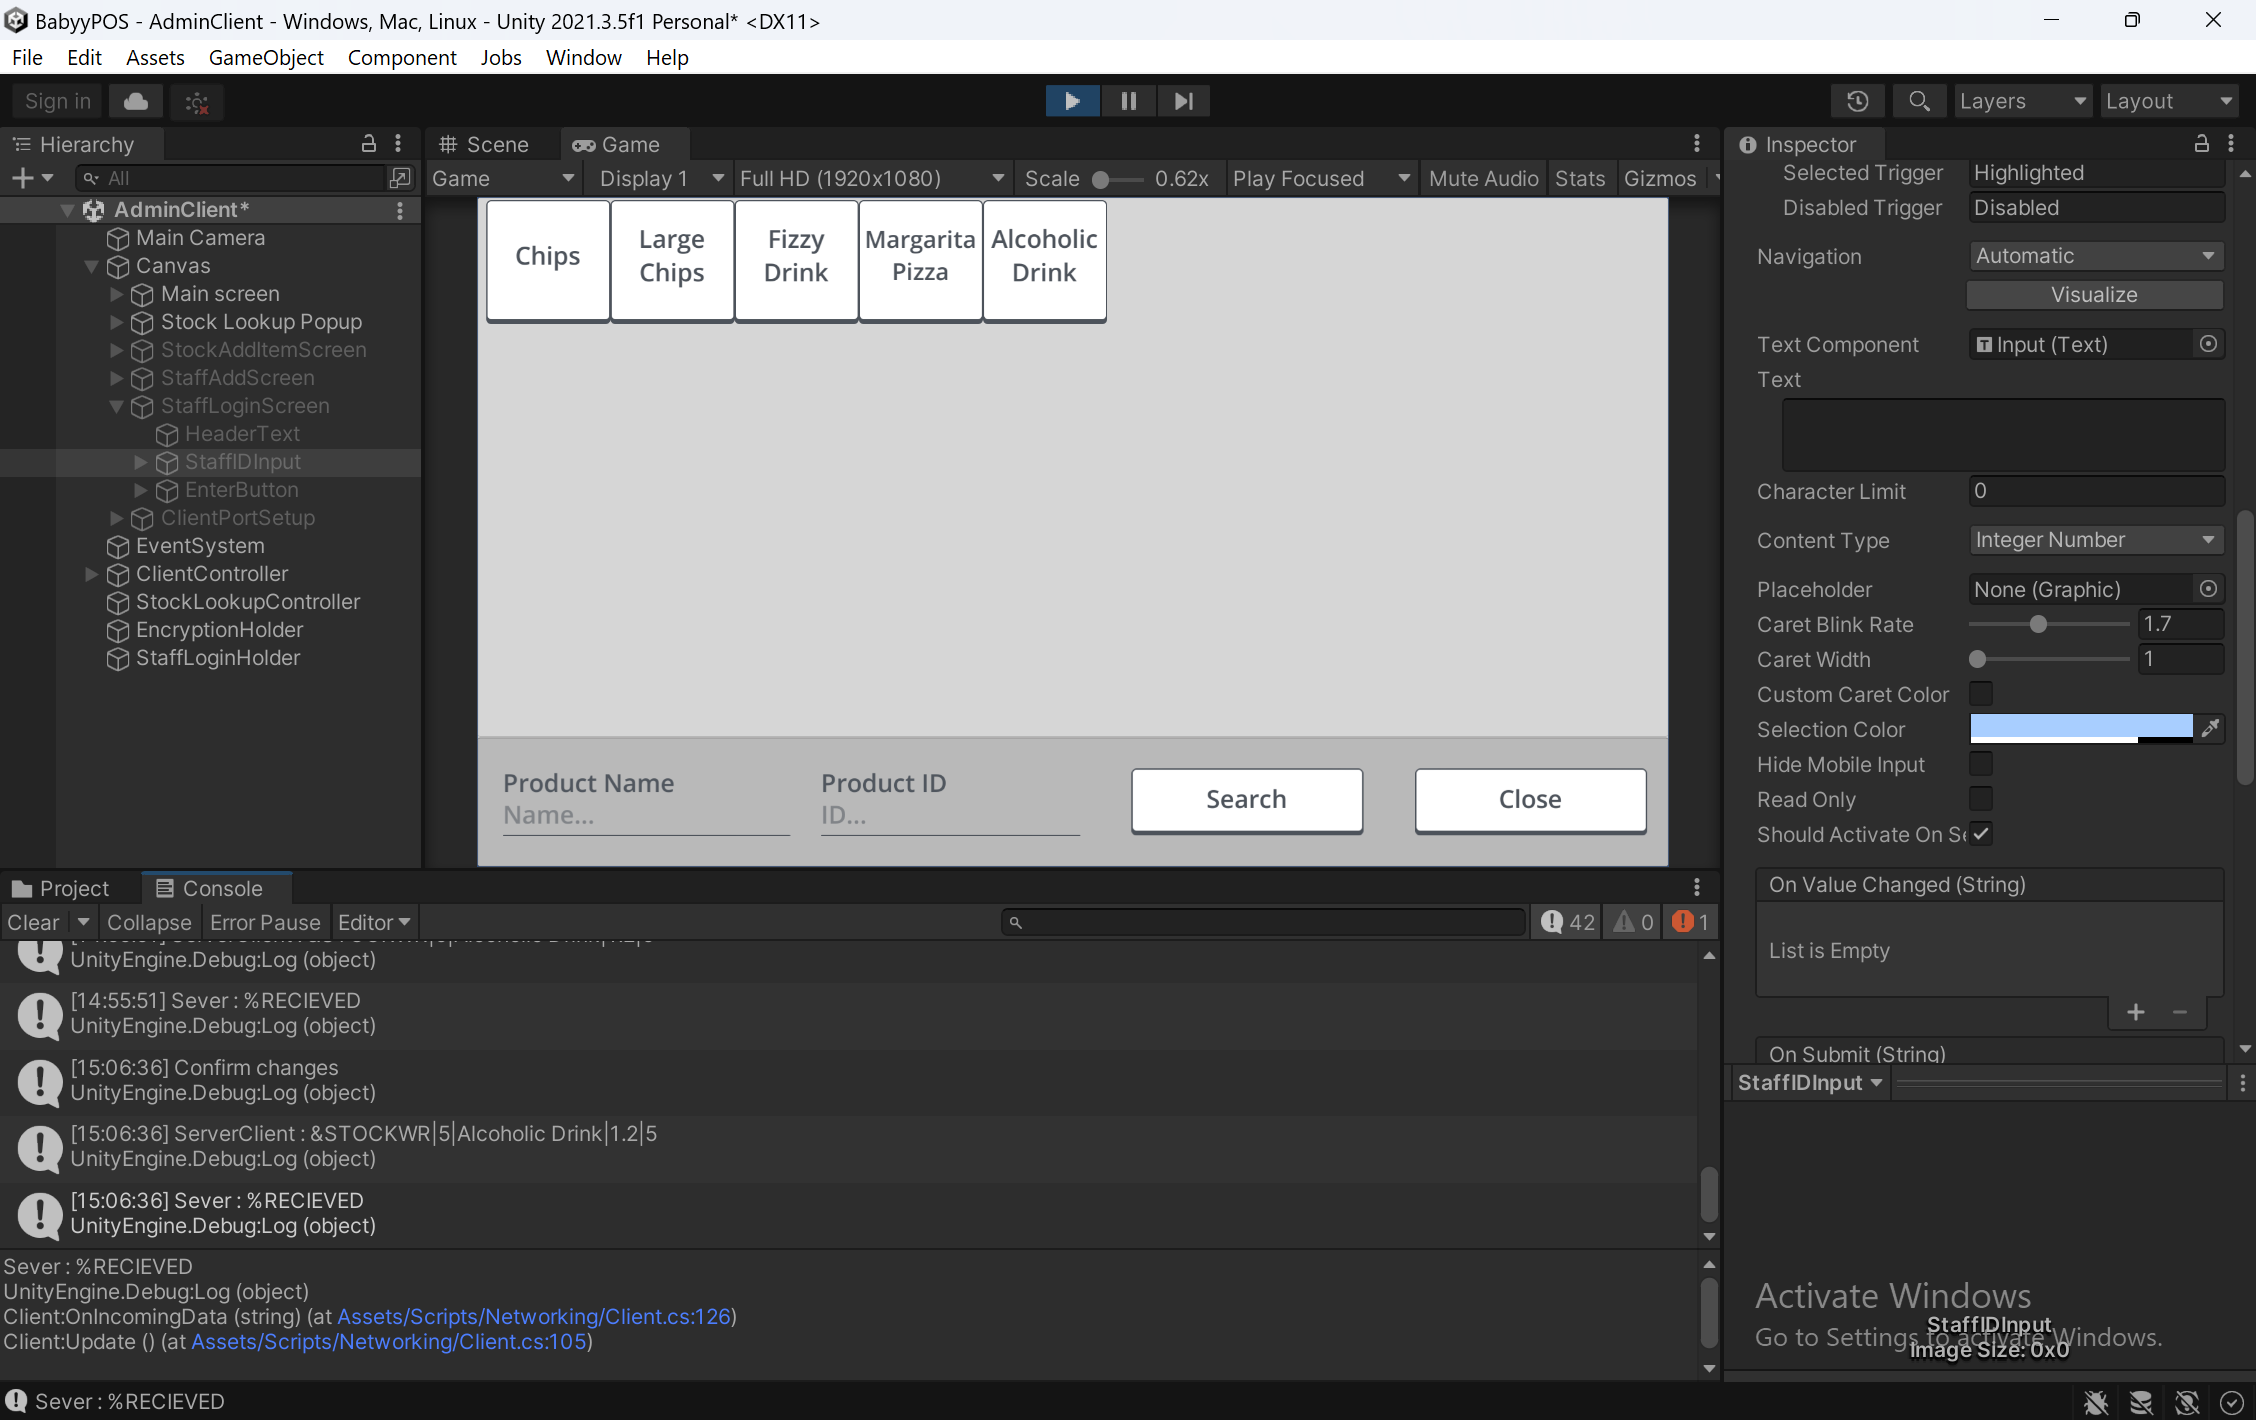 BabyyPOS - AdminClient - Windows, Mac, Linux - Unity 2021.3.5f1 Personal* <DX11>
File Edit Assets GameObject Component Jobs Window Help
Sign in
Layers
Layout
Hierarchy
All
AdminClient*
Main Camera
Canvas
Main screen
Stock Lookup Popup
StockAddItemScreen
StaffAddScreen
StaffLoginScreen
HeaderText
StaffIDInput
EnterButton
ClientPortSetup
EventSystem
ClientController
StockLookupController
EncryptionHolder
StaffLoginHolder
Scene
Game
Game Display 1 Full HD (1920x1080) Scale 0.62x Play Focused Mute Audio Stats Gizmos
Chips
Large
Chips
Fizzy
Drink
Margarita
Pizza
Alcoholic
Drink
Product Name
Name...
Product ID
ID...
Search
Close
Project
Console
Clear Collapse Error Pause Editor 42 0 1
UnityEngine.Debug:Log (object)
[14:55:51] Sever : %RECIEVED
UnityEngine.Debug:Log (object)
[15:06:36] Confirm changes
UnityEngine.Debug:Log (object)
[15:06:36] ServerClient : &STOCKWR|5|Alcoholic Drink|1.2|5
UnityEngine.Debug:Log (object)
[15:06:36] Sever : %RECIEVED
UnityEngine.Debug:Log (object)
Sever : %RECIEVED
UnityEngine.Debug:Log (object)
Client:OnIncomingData (string) (at Assets/Scripts/Networking/Client.cs:126)
Client:Update () (at Assets/Scripts/Networking/Client.cs:105)
Sever : %RECIEVED
Inspector
Selected Trigger Highlighted
Disabled Trigger Disabled
Navigation Automatic
Visualize
Text Component Input (Text)
Text
Character Limit 0
Content Type Integer Number
Placeholder None (Graphic)
Caret Blink Rate 1.7
Caret Width 1
Custom Caret Color
Selection Color
Hide Mobile Input
Read Only
Should Activate On Se
On Value Changed (String)
List is Empty
On Submit (String)
StaffIDInput
Activate Windows
Go to Settings to activate Windows.
StaffIDInput
Image Size: 0x0